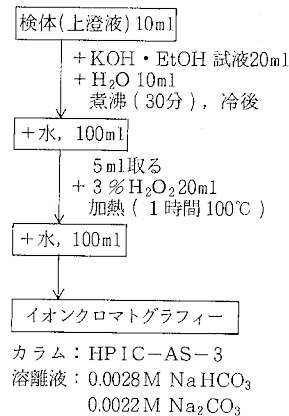 検体(上澄液)10ml
+KOH・EtOH 試液20ml
+H₂O 10ml
煮沸(30分),冷後
+水,100ml
5ml取る
+3%H₂O₂20ml
加熱(1時間100℃)
+水,100ml
イオンクロマトグラフィー
カラム:HPIC-AS-3
溶離液:0.0028M NaHCO₃
0.0022M Na₂CO₃